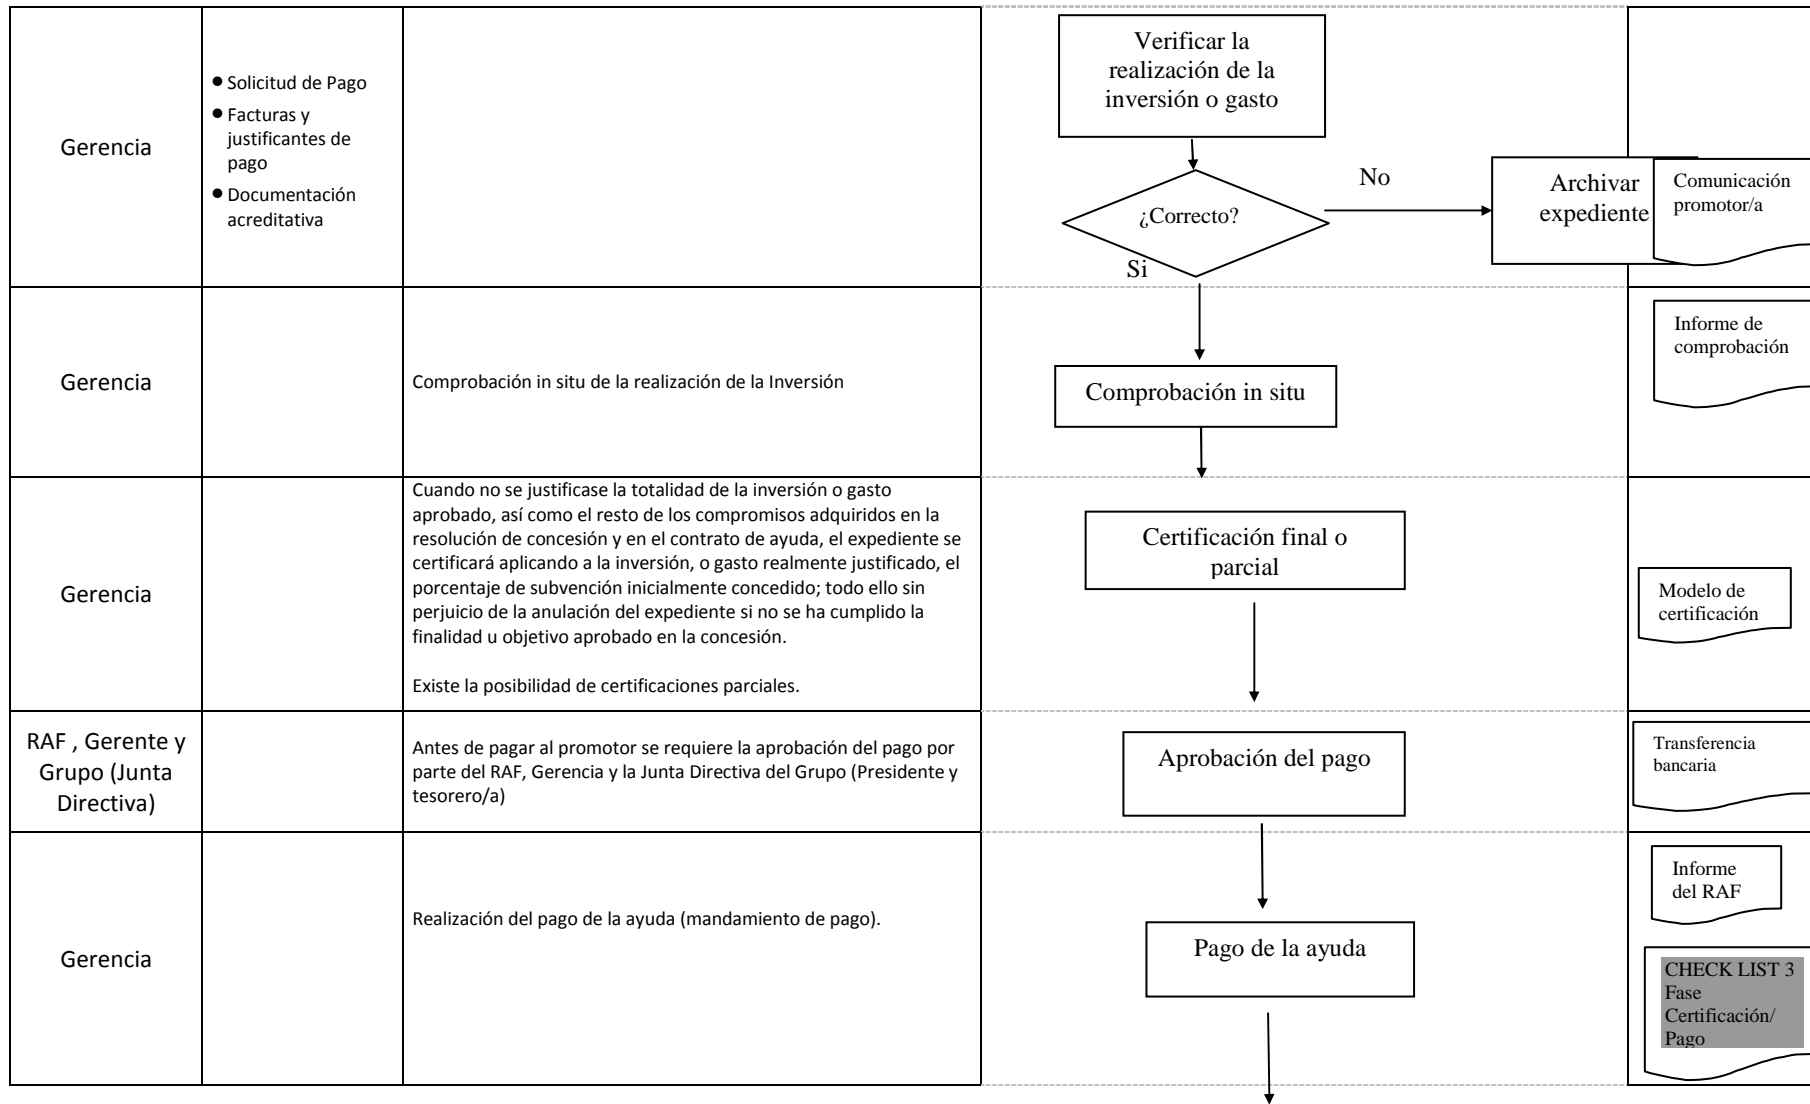 Gerencia
● Solicitud de Pago
● Facturas y
justificantes de
pago
● Documentación
acreditativa
Verificar la
realización de la
inversión o gasto
¿Correcto?
No
Si
Archivar
expediente
Comunicación
promotor/a
Gerencia
Comprobación in situ de la realización de la Inversión
Comprobación in situ
Informe de
comprobación
Gerencia
Cuando no se justificase la totalidad de la inversión o gasto
aprobado, así como el resto de los compromisos adquiridos en la
resolución de concesión y en el contrato de ayuda, el expediente se
certificará aplicando a la inversión, o gasto realmente justificado, el
porcentaje de subvención inicialmente concedido; todo ello sin
perjuicio de la anulación del expediente si no se ha cumplido la
finalidad u objetivo aprobado en la concesión.
Existe la posibilidad de certificaciones parciales.
Certificación final o
parcial
Modelo de
certificación
RAF , Gerente y
Grupo (Junta
Directiva)
Antes de pagar al promotor se requiere la aprobación del pago por
parte del RAF, Gerencia y la Junta Directiva del Grupo (Presidente y
tesorero/a)
Aprobación del pago
Transferencia
bancaria
Gerencia
Realización del pago de la ayuda (mandamiento de pago).
Pago de la ayuda
Informe
del RAF
CHECK LIST 3
Fase
Certificación/
Pago